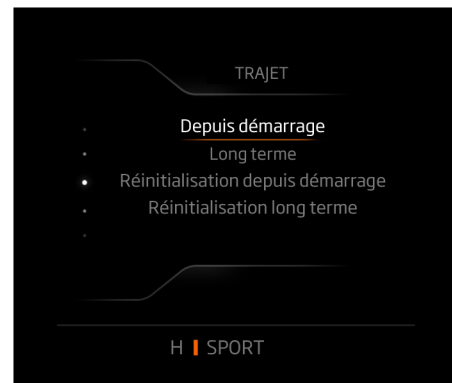 TRAJET
Depuis démarrage
Long terme
Réinitialisation depuis démarrage
Réinitialisation long terme
H SPORT